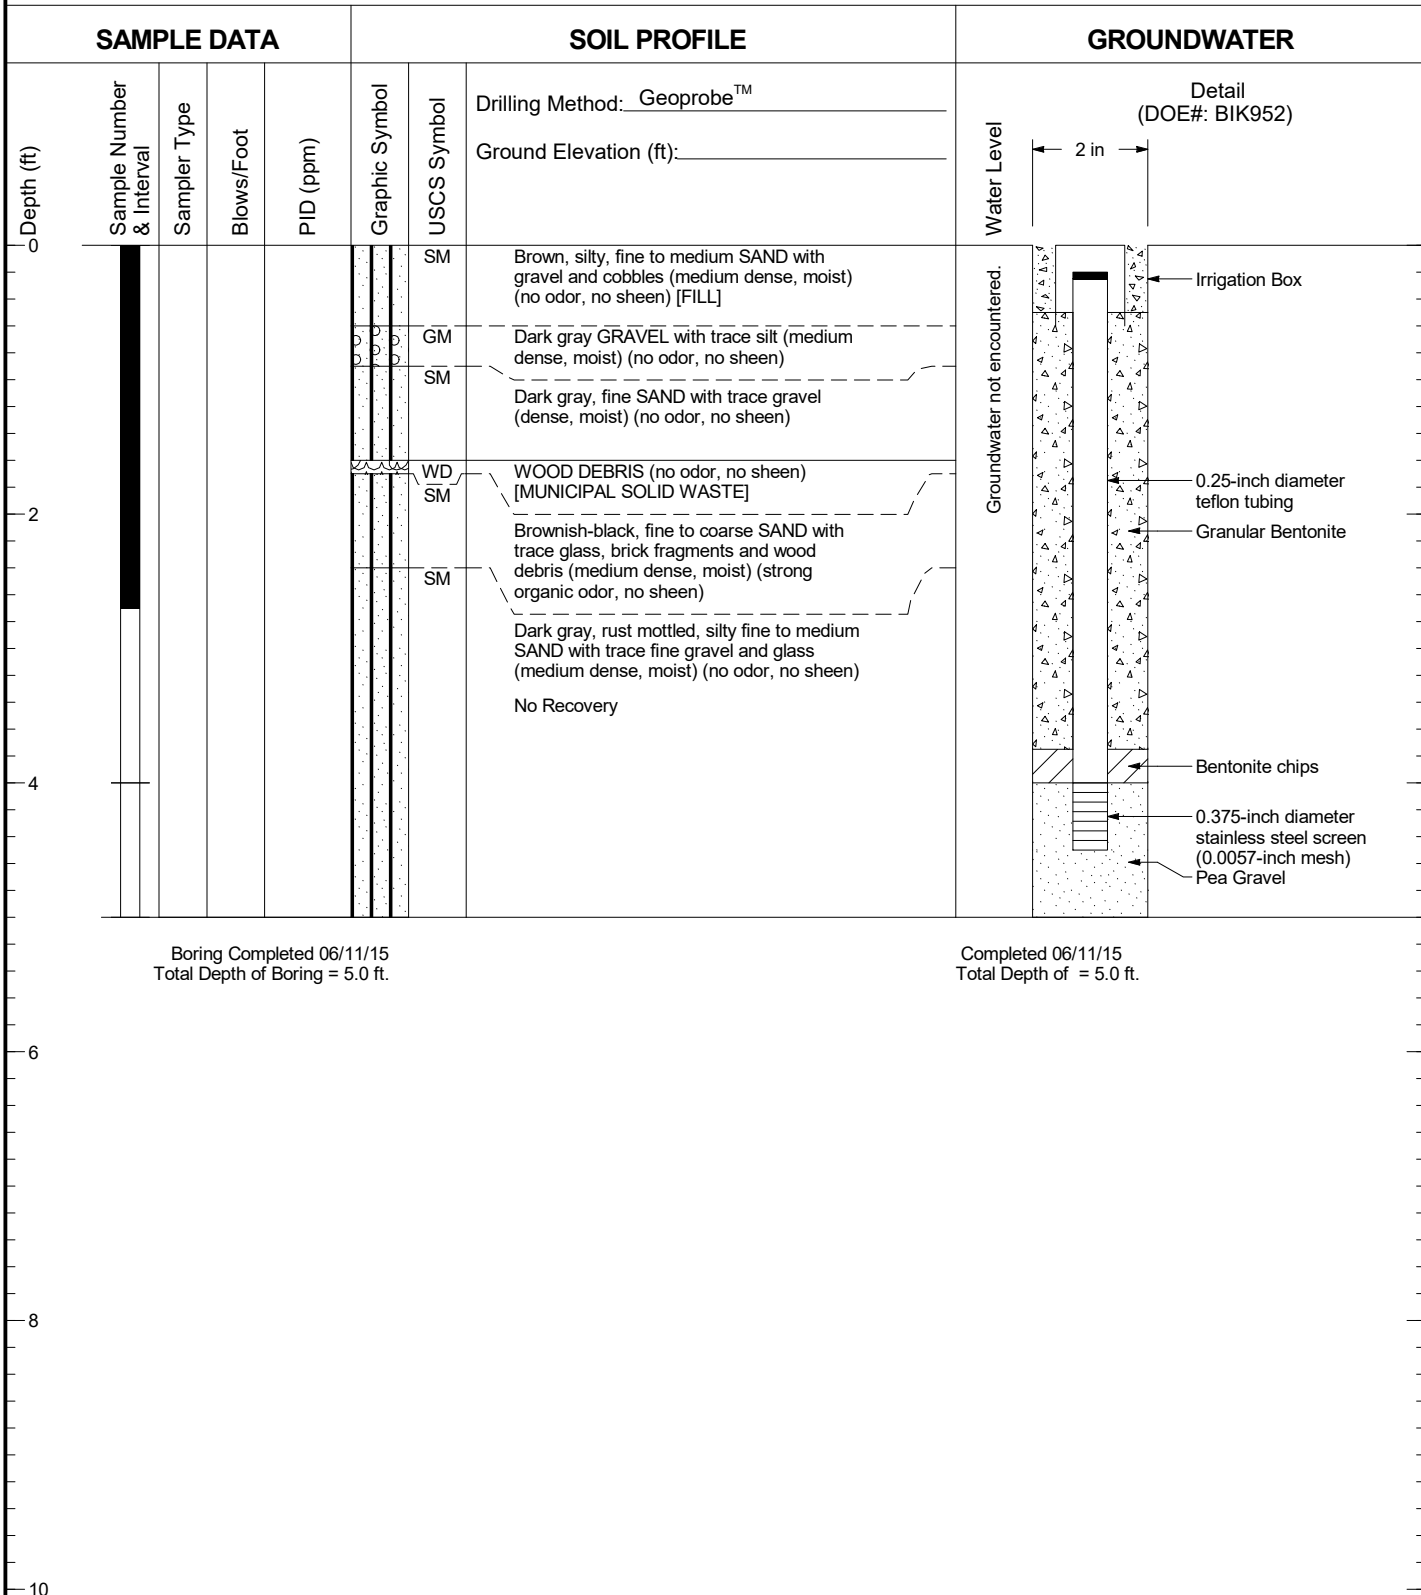 SAMPLE DATA
SOIL PROFILE
GROUNDWATER
Depth (ft)
Sample Number
& Interval
Sampler Type
Blows/Foot
PID (ppm)
Graphic Symbol
USCS Symbol
Drilling Method: Geoprobe™
Ground Elevation (ft):
Water Level
Detail
(DOE#: BIK952)
2 in
0
SM
Brown, silty, fine to medium SAND with
gravel and cobbles (medium dense, moist)
(no odor, no sheen) [FILL]
GM
Dark gray GRAVEL with trace silt (medium
dense, moist) (no odor, no sheen)
SM
Dark gray, fine SAND with trace gravel
(dense, moist) (no odor, no sheen)
WD
WOOD DEBRIS (no odor, no sheen)
[MUNICIPAL SOLID WASTE]
SM
2
Brownish-black, fine to coarse SAND with
trace glass, brick fragments and wood
debris (medium dense, moist) (strong
organic odor, no sheen)
SM
Dark gray, rust mottled, silty fine to medium
SAND with trace fine gravel and glass
(medium dense, moist) (no odor, no sheen)
No Recovery
Groundwater not encountered.
Irrigation Box
0.25-inch diameter
teflon tubing
Granular Bentonite
Bentonite chips
4
0.375-inch diameter
stainless steel screen
(0.0057-inch mesh)
Pea Gravel
Boring Completed 06/11/15
Total Depth of Boring = 5.0 ft.
Completed 06/11/15
Total Depth of = 5.0 ft.
6
8
10